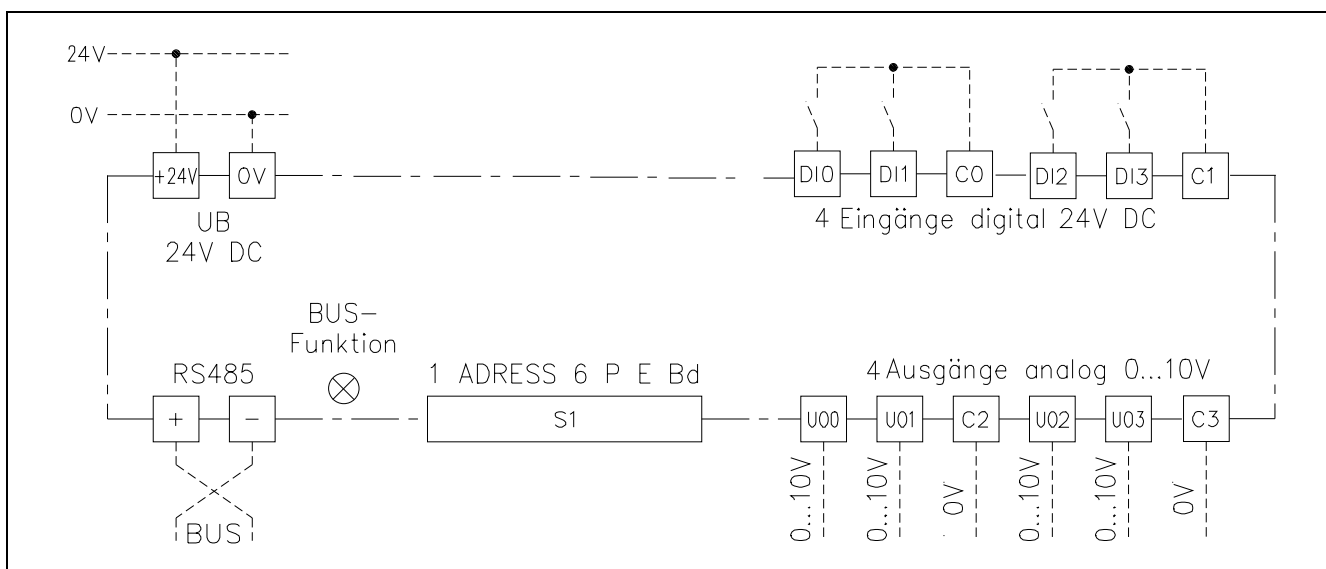 24V
0V
+24V 0V
DI0 DI1 C0 DI2 DI3 C1
UB
24V DC
4 Eingänge digital 24V DC
BUS-
Funktion
RS485
1 ADRESS 6 P E Bd
4 Ausgänge analog 0...10V
+ -
S1
U00 U01 C2 U02 U03 C3
0...10V 0...10V 0V 0...10V 0...10V 0V
BUS